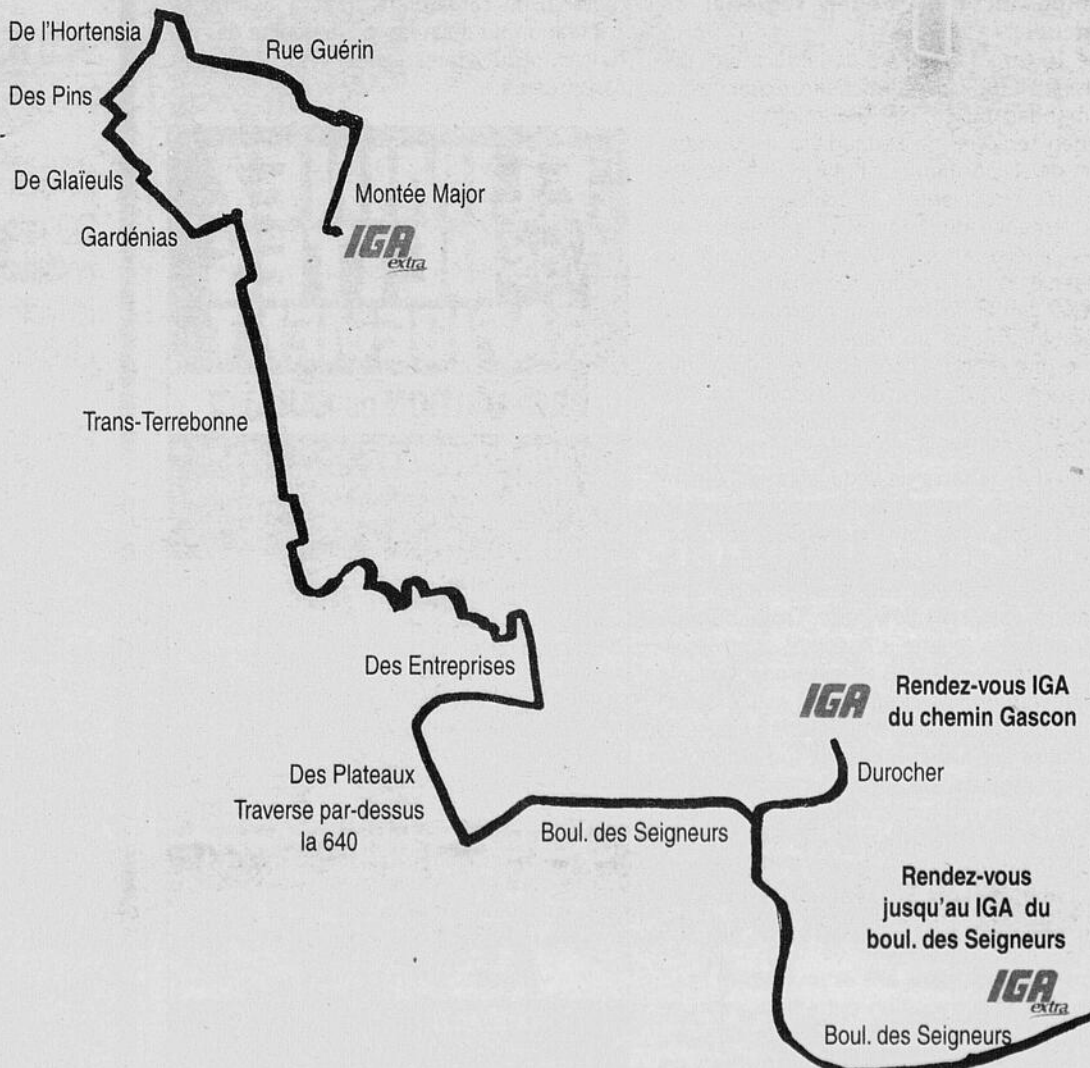 De l'Hortensia
Rue Guérin
Des Pins
De Glaïeuls
Montée Major
Gardénias
IGA
extra
Trans-Terrebonne
Des Entreprises
IGA
Rendez-vous IGA
du chemin Gascon
Des Plateaux
Traverse par-dessus
la 640
Durocher
Boul. des Seigneurs
Rendez-vous
jusqu'au IGA du
boul. des Seigneurs
IGA
extra
Boul. des Seigneurs